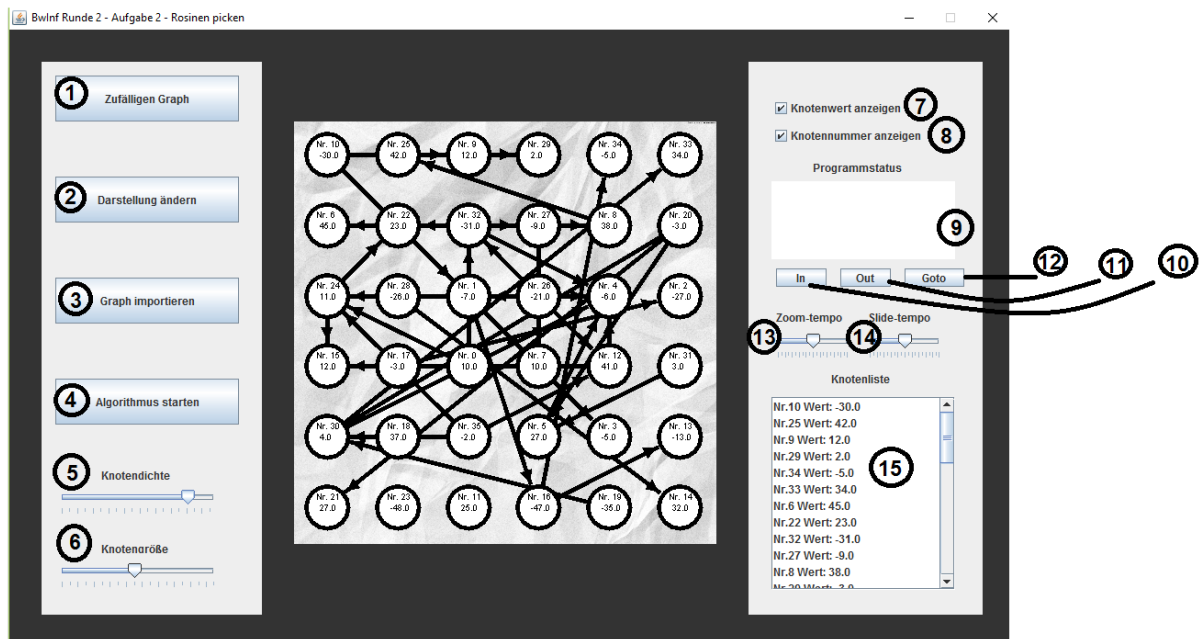 BwInf Runde 2 - Aufgabe 2 - Rosinen picken
1 Zufälligen Graph
2 Darstellung ändern
3 Graph importieren
4 Algorithmus starten
5 Knotendichte
6 Knotengröße
Nr. 10 Nr. 25 Nr. 9 Nr. 29 Nr. 34 Nr. 33
-30.0 42.0 12.0 2.0 -5.0 34.0
Nr. 6 Nr. 22 Nr. 32 Nr. 27 Nr. 8 Nr. 20
45.0 23.0 -31.0 -9.0 38.0 -3.0
Nr. 24 Nr. 28 Nr. 1 Nr. 26 Nr. 4 Nr. 2
11.0 -26.0 -7.0 -21.0 -6.0 -27.0
Nr. 15 Nr. 17 Nr. 0 Nr. 7 Nr. 12 Nr. 31
12.0 -3.0 10.0 10.0 41.0 3.0
Nr. 30 Nr. 18 Nr. 35 Nr. 5 Nr. 3 Nr. 13
4.0 37.0 -2.0 27.0 -5.0 -13.0
Nr. 21 Nr. 23 Nr. 11 Nr. 16 Nr. 19 Nr. 14
27.0 -48.0 25.0 -47.0 -35.0 32.0
Knotenwert anzeigen 7
Knotennummer anzeigen 8
Programmstatus
9
In Out Goto 12 11 10
Zoom-tempo Slide-tempo
13 14
Knotenliste
Nr.10 Wert: -30.0
Nr.25 Wert: 42.0
Nr.9 Wert: 12.0
Nr.29 Wert: 2.0
Nr.34 Wert: -5.0
15
Nr.33 Wert: 34.0
Nr.6 Wert: 45.0
Nr.22 Wert: 23.0
Nr.32 Wert: -31.0
Nr.27 Wert: -9.0
Nr.8 Wert: 38.0
Nr.20 Wert: -3.0